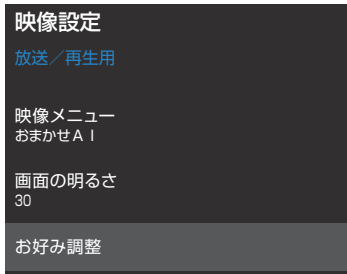 映像設定
放送／再生用
映像メニュー
おまかせＡＩ
画面の明るさ
30
お好み調整